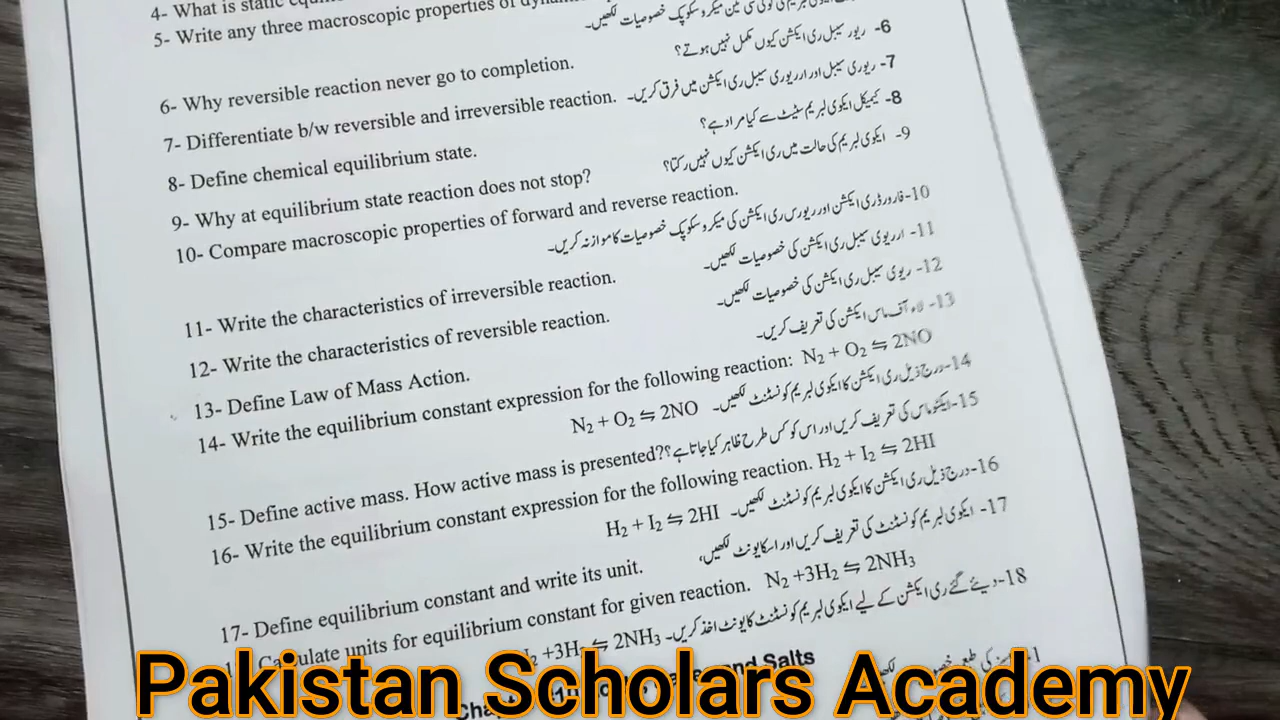 4- What is static
5- Write any three macroscopic properties of
خصوصیات لکھیں۔
6- Why reversible reaction never go to completion.
6- ریورسیبل ری ایکشن کیوں مکمل نہیں ہوتے؟
7- Differentiate b/w reversible and irreversible reaction.
7- ریوری سیبل اور ارریوری سیبل ری ایکشن میں فرق کریں۔
8- Define chemical equilibrium state.
8- کیمیکل ایکوی لبریم سٹیٹ سے کیا مراد ہے؟
9- Why at equilibrium state reaction does not stop?
9- ایکوی لبریم کی حالت میں ری ایکشن کیوں نہیں رکتا؟
10- Compare macroscopic properties of forward and reverse reaction.
10- فارورڈ ری ایکشن اور ریورس ری ایکشن کی میکروسکوپک خصوصیات کا موازنہ کریں۔
11- Write the characteristics of irreversible reaction.
11- ارریوی سیبل ری ایکشن کی خصوصیات لکھیں۔
12- Write the characteristics of reversible reaction.
12- ریوی سیبل ری ایکشن کی خصوصیات لکھیں۔
13- Define Law of Mass Action.
13- لاء آف ماس ایکشن کی تعریف کریں۔
14- Write the equilibrium constant expression for the following reaction: N₂ + O₂ ⇋ 2NO
14- درج ذیل ری ایکشن کا ایکوی لبریم کونسٹنٹ لکھیں۔ N₂ + O₂ ⇋ 2NO
15- Define active mass. How active mass is presented? 15- ایکٹو ماس کی تعریف کریں اور اس کو کس طرح ظاہر کیا جاتا ہے؟
16- Write the equilibrium constant expression for the following reaction. H₂ + I₂ ⇋ 2HI
16- درج ذیل ری ایکشن کا ایکوی لبریم کونسٹنٹ لکھیں۔ H₂ + I₂ ⇋ 2HI
17- Define equilibrium constant and write its unit.
17- ایکوی لبریم کونسٹنٹ کی تعریف کریں اور اسکا یونٹ لکھیں،
units for equilibrium constant for given reaction. N₂ +3H₂ ⇋ 2NH₃
18- دیئے گئے ری ایکشن کے لیے ایکوی لبریم کونسٹنٹ کا یونٹ اخذ کریں۔ +3H₂ ⇋ 2NH₃
and Salts
Pakistan Scholars Academy